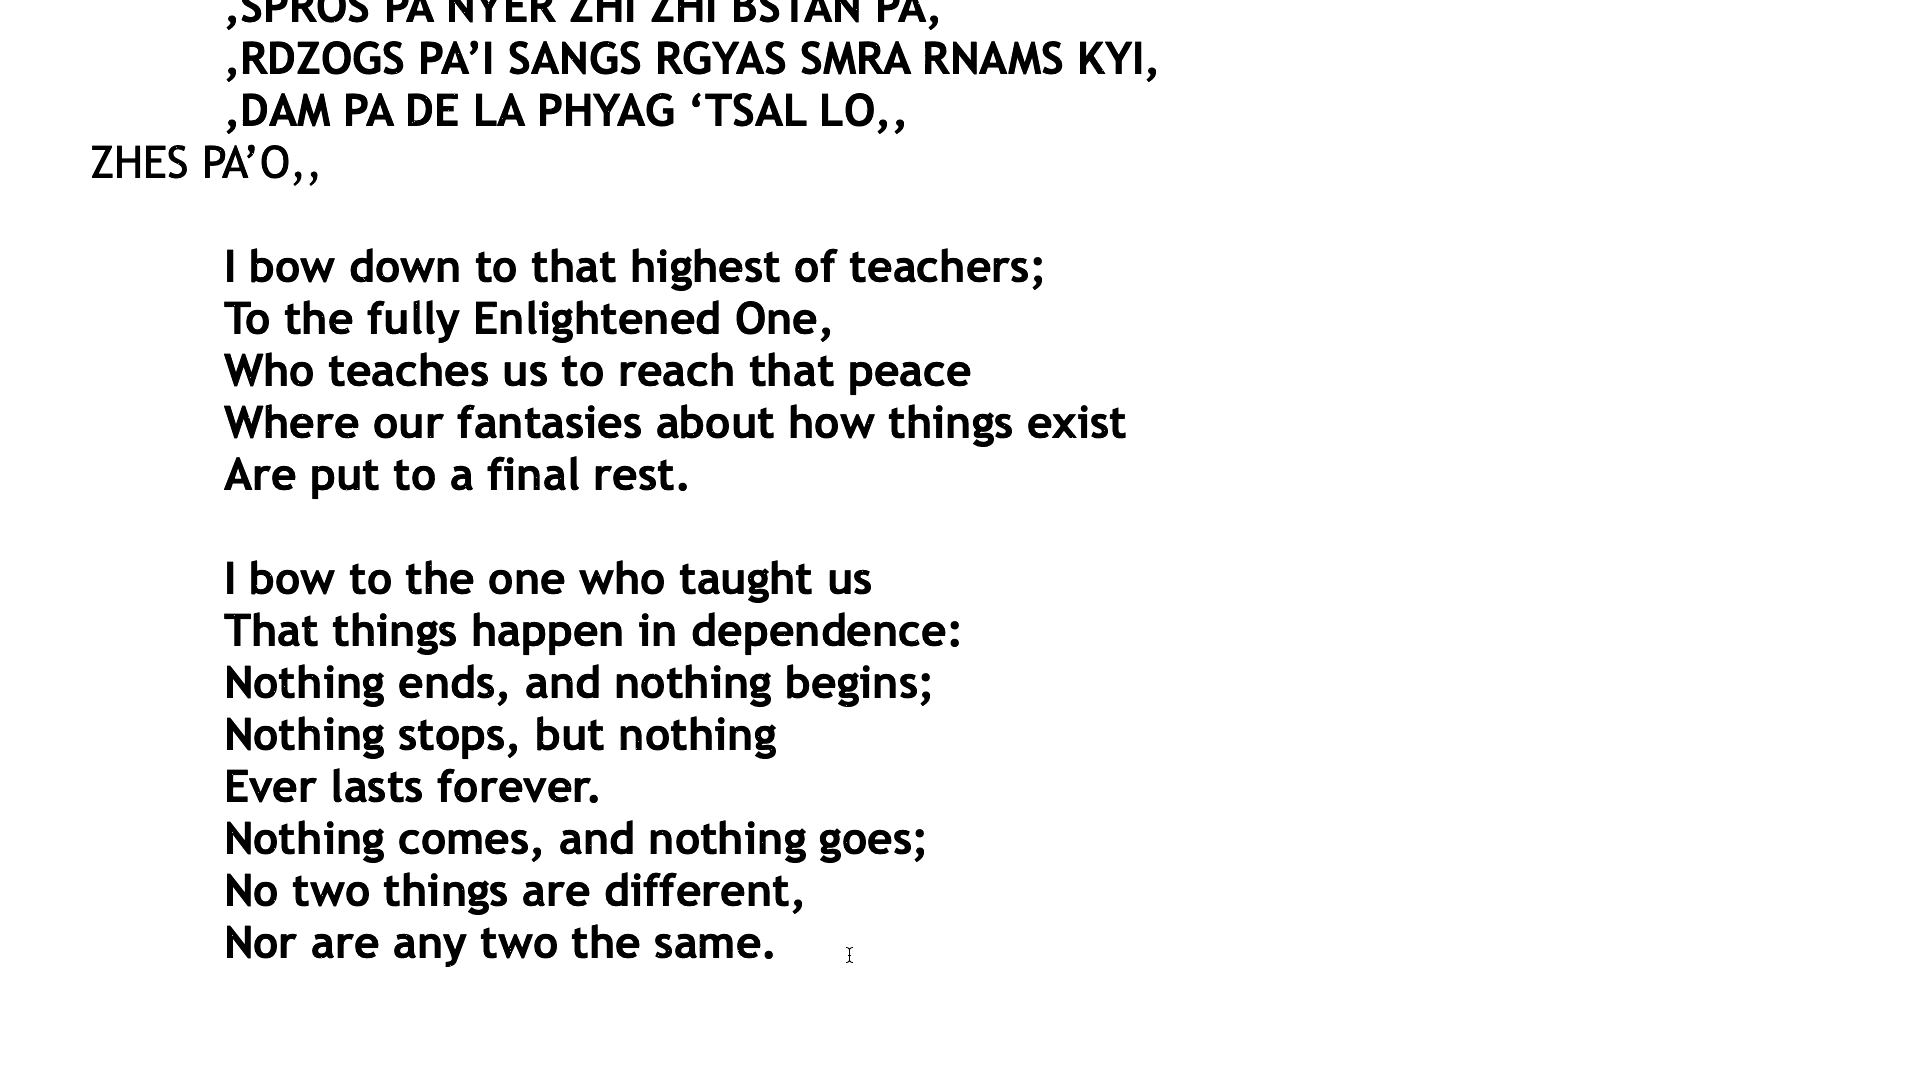 ,SPROS PA NYER ZHI ZHI BSTAN PA,
,RDZOGS PA’I SANGS RGYAS SMRA RNAMS KYI,
,DAM PA DE LA PHYAG ‘TSAL LO,,
ZHES PA’O,,
I bow down to that highest of teachers;
To the fully Enlightened One,
Who teaches us to reach that peace
Where our fantasies about how things exist
Are put to a final rest.
I bow to the one who taught us
That things happen in dependence:
Nothing ends, and nothing begins;
Nothing stops, but nothing
Ever lasts forever.
Nothing comes, and nothing goes;
No two things are different,
Nor are any two the same.